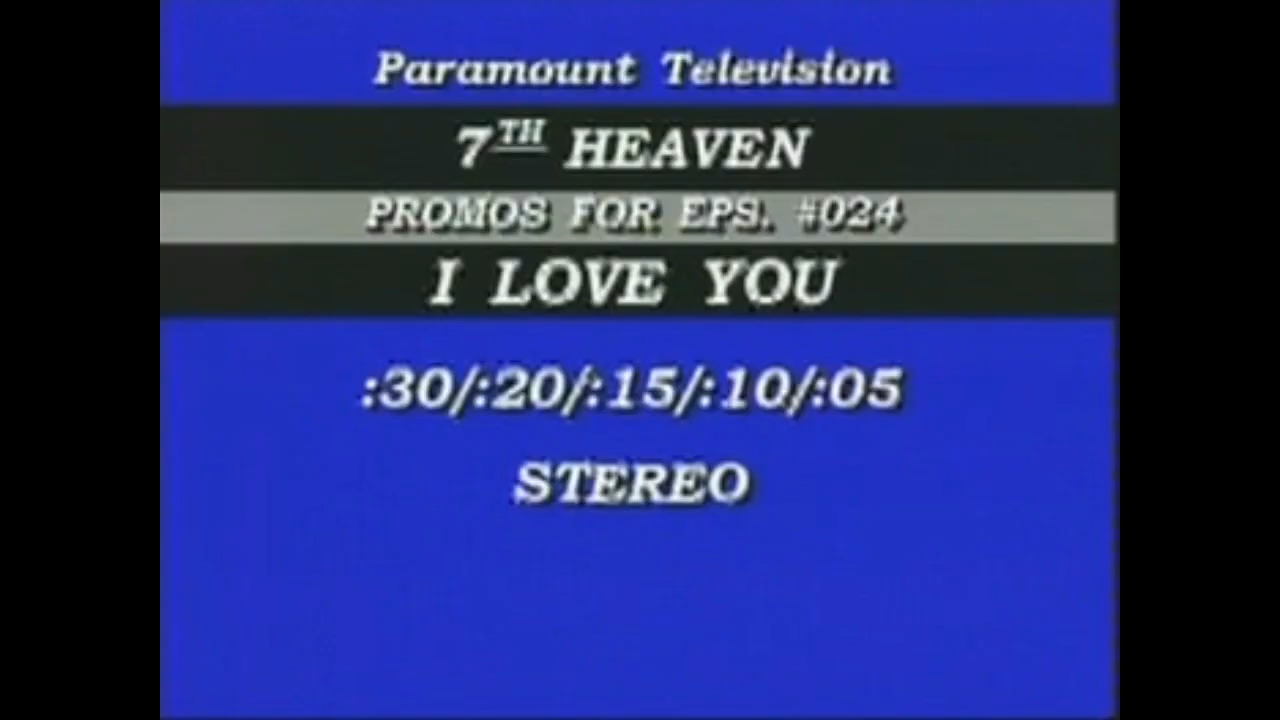 Paramount Television
7TH HEAVEN
PROMOS FOR EPS. #024
I LOVE YOU
:30/:20/:15/:10/:05
STEREO